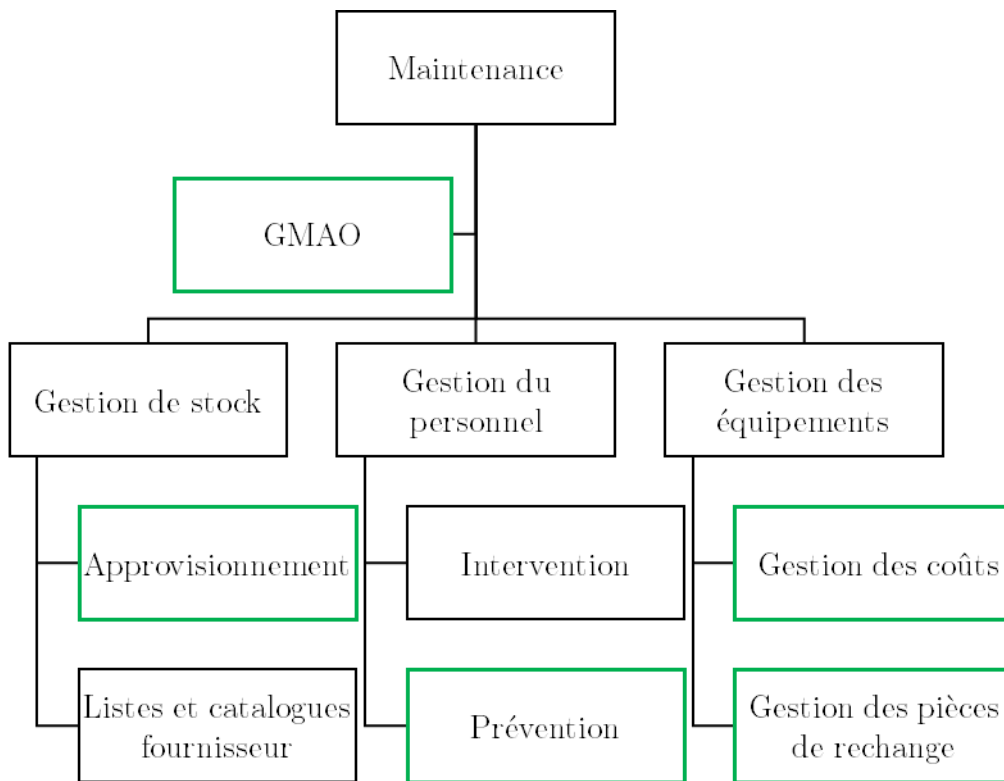 Maintenance
GMAO
Gestion de stock
Gestion du
personnel
Gestion des
équipements
Approvisionnement
Intervention
Gestion des coûts
Listes et catalogues
fournisseur
Prévention
Gestion des pièces
de rechange